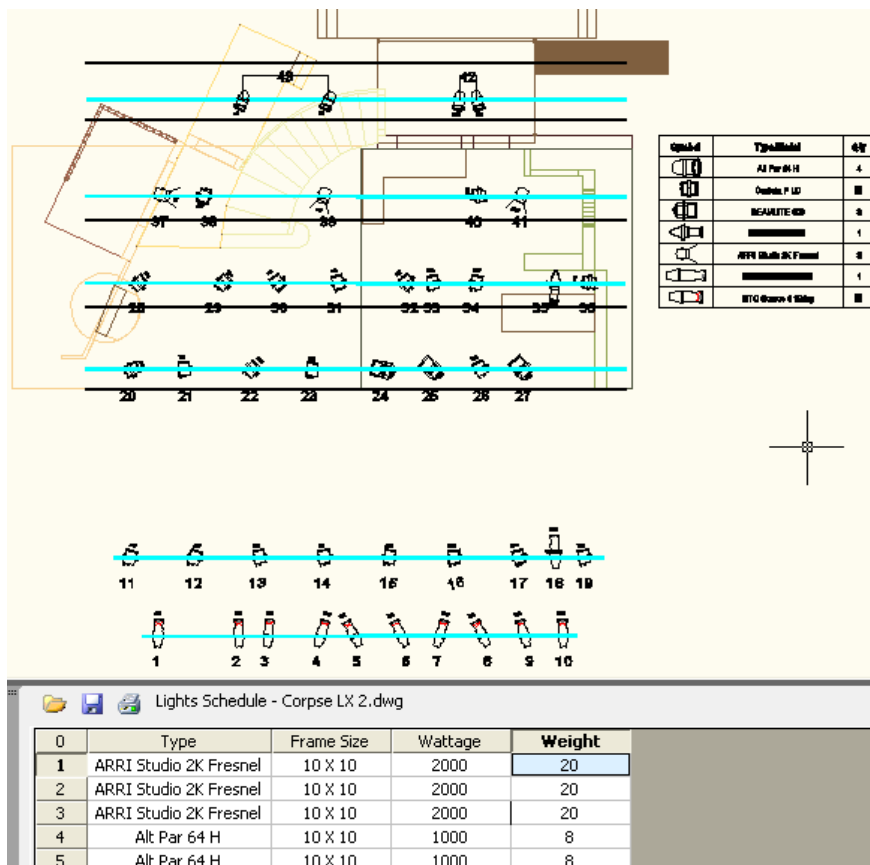 43 42
Symbol Type/Model Qty
Alt Par 64 H 4
1
ARRI Studio 2K Fresnel
1
37 38 39 40 41
28 29 30 31 32 33 34 35 36
20 21 22 23 24 25 26 27
11 12 13 14 15 16 17 18 19
1 2 3 4 5 6 7 8 9 10
Lights Schedule - Corpse LX 2.dwg
0 Type Frame Size Wattage Weight
1 ARRI Studio 2K Fresnel 10 X 10 2000 20
2 ARRI Studio 2K Fresnel 10 X 10 2000 20
3 ARRI Studio 2K Fresnel 10 X 10 2000 20
4 Alt Par 64 H 10 X 10 1000 8
5 Alt Par 64 H 10 X 10 1000 8